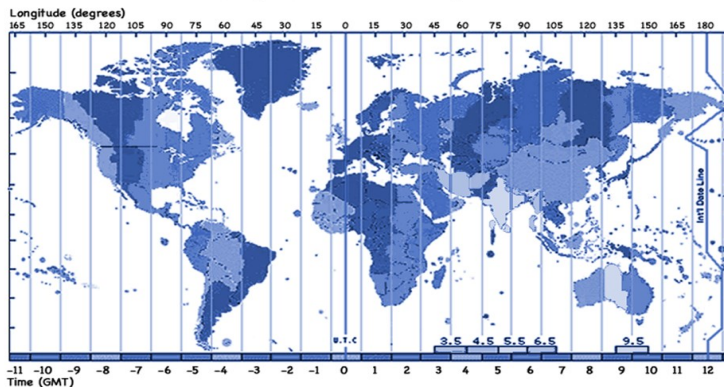 Longitude (degrees)
165 150 135 120 105 90 75 60 45 30 15 0 15 30 45 60 75 90 105 120 135 150 165 180
Int'l Date Line
U.T.C
3.5 4.5 5.5 6.5 9.5
-11 -10 -9 -8 -7 -6 -5 -4 -3 -2 -1 0 1 2 3 4 5 6 7 8 9 10 11 12
Time (GMT)